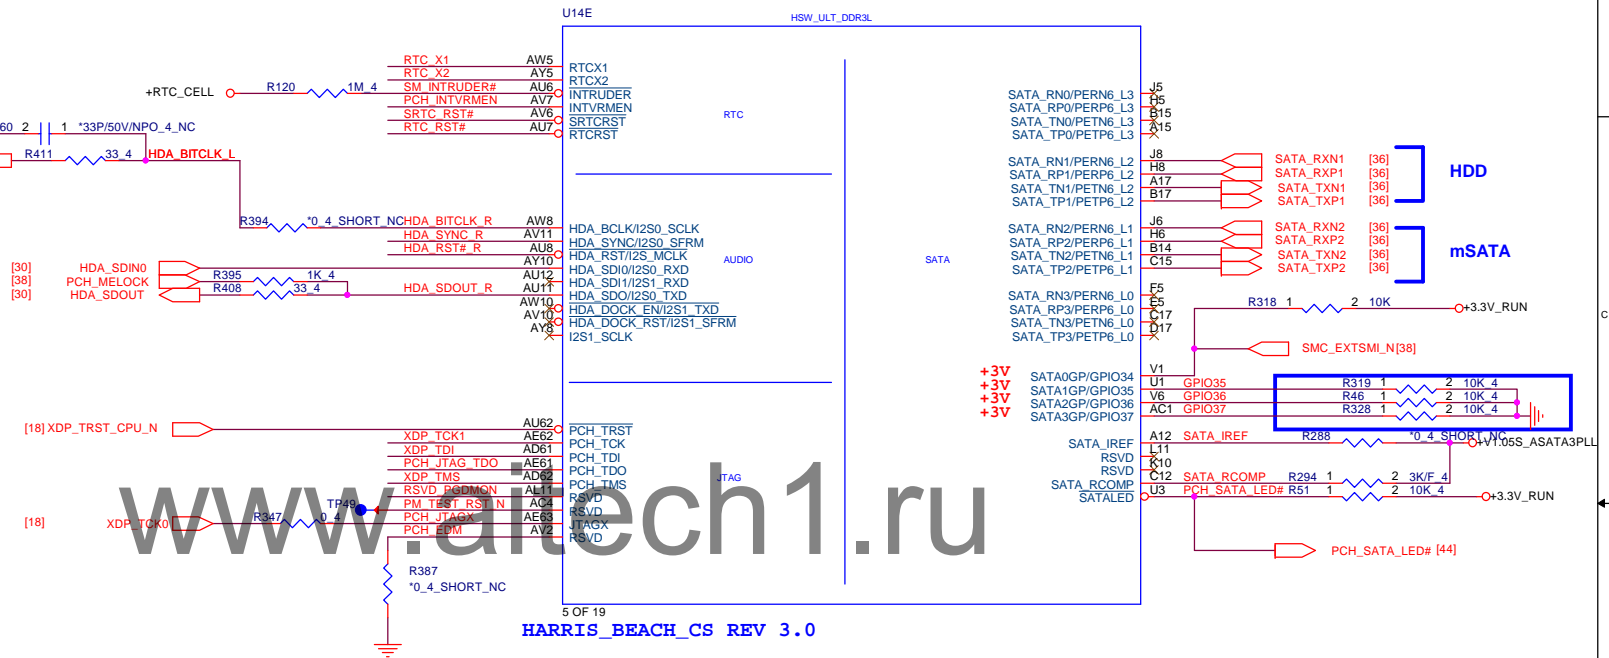 U14E
HSW_ULT_DDR3L
RTC_X1 AW5 RTCX1
RTC_X2 AY5 RTCX2
+RTC_CELL R120 1M_4 SM_INTRUDER# AU6 INTRUDER
PCH_INTVRMEN AV7 INTVRMEN
SRTC_RST# AV6 SRTCRST
RTC_RST# AU7 RTCRST
RTC
60 2 1 *33P/50V/NPO_4_NC
R411 33_4 HDA_BITCLK_L
R394 *0_4_SHORT_NC HDA_BITCLK_R AW8 HDA_BCLK/I2S0_SCLK
HDA_SYNC_R AV11 HDA_SYNC/I2S0_SFRM
HDA_RST#_R AU8 HDA_RST/I2S_MCLK
[30] HDA_SDIN0 AY10 HDA_SDI0/I2S0_RXD
[38] PCH_MELOCK R395 1K_4 AU12 HDA_SDI1/I2S1_RXD
[30] HDA_SDOUT R408 33_4 HDA_SDOUT_R AU11 HDA_SDO/I2S0_TXD
AW10 HDA_DOCK_EN/I2S1_TXD
AV10 HDA_DOCK_RST/I2S1_SFRM
AY8 I2S1_SCLK
AUDIO
[18] XDP_TRST_CPU_N AU62 PCH_TRST
XDP_TCK1 AE62 PCH_TCK
XDP_TDI AD61 PCH_TDI
PCH_JTAG_TDO AE61 PCH_TDO
XDP_TMS AD62 PCH_TMS
RSVD_PGDMON AL11 RSVD
TP49 PM_TEST_RST_N AC4 RSVD
[18] XDP_TCK0 R347 0_4 PCH_JTAGX AE63 JTAGX
PCH_EDM AV2 RSVD
JTAG
R387
*0_4_SHORT_NC
SATA
SATA_RN0/PERN6_L3 J5
SATA_RP0/PERP6_L3 H5
SATA_TN0/PETN6_L3 B15
SATA_TP0/PETP6_L3 A15
SATA_RN1/PERN6_L2 J8 SATA_RXN1 [36]
SATA_RP1/PERP6_L2 H8 SATA_RXP1 [36]
SATA_TN1/PETN6_L2 A17 SATA_TXN1 [36]
SATA_TP1/PETP6_L2 B17 SATA_TXP1 [36]
HDD
SATA_RN2/PERN6_L1 J6 SATA_RXN2 [36]
SATA_RP2/PERP6_L1 H6 SATA_RXP2 [36]
SATA_TN2/PETN6_L1 B14 SATA_TXN2 [36]
SATA_TP2/PETP6_L1 C15 SATA_TXP2 [36]
mSATA
SATA_RN3/PERN6_L0 F5
SATA_RP3/PERP6_L0 E5
SATA_TN3/PETN6_L0 C17
SATA_TP3/PETP6_L0 D17
R318 1 2 10K +3.3V_RUN
SMC_EXTSMI_N[38]
+3V SATA0GP/GPIO34 V1
+3V SATA1GP/GPIO35 U1 GPIO35 R319 1 2 10K_4
+3V SATA2GP/GPIO36 V6 GPIO36 R46 1 2 10K_4
+3V SATA3GP/GPIO37 AC1 GPIO37 R328 1 2 10K_4
SATA_IREF A12 SATA_IREF R288 *0_4_SHORT_NC +V1.05S_ASATA3PLL
RSVD L11
RSVD K10
SATA_RCOMP C12 SATA_RCOMP R294 1 2 3K/F_4
SATALED U3 PCH_SATA_LED# R51 1 2 10K_4 +3.3V_RUN
PCH_SATA_LED# [44]
C
www.aitech1.ru
5 OF 19
HARRIS_BEACH_CS REV 3.0